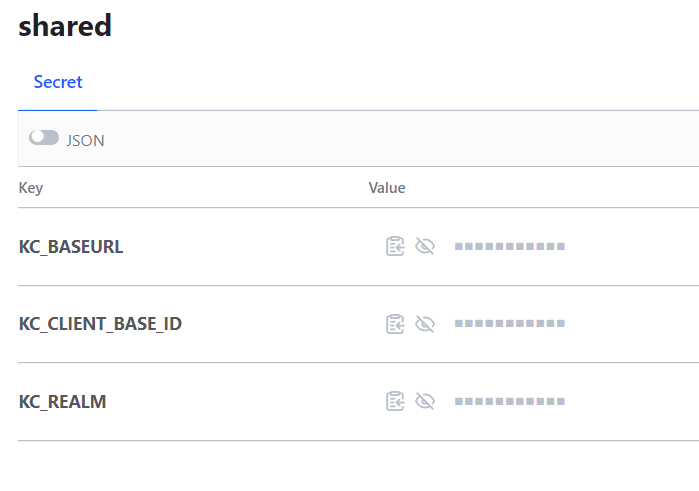 shared
Secret
JSON
Key Value
KC_BASEURL
KC_CLIENT_BASE_ID
KC_REALM